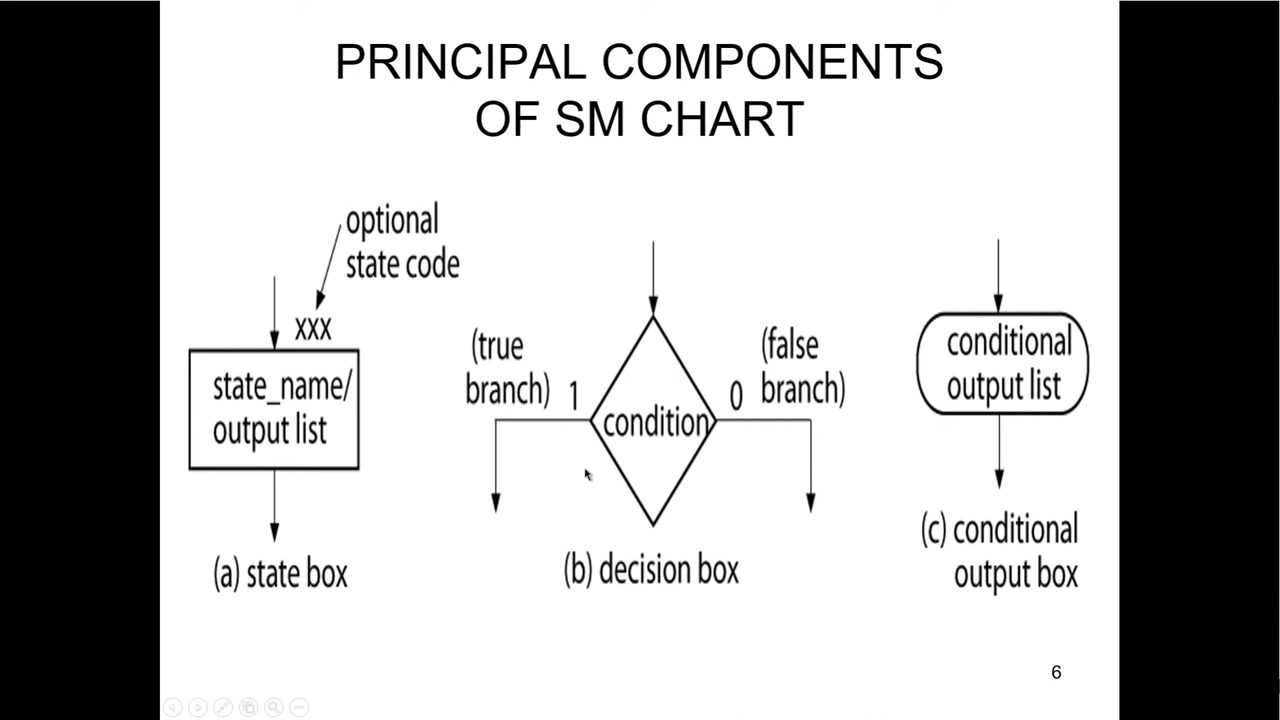 PRINCIPAL COMPONENTS
OF SM CHART
optional
state code
xxx
state_name/
output list
(a) state box
(true
branch) 1
condition
0 (false
branch)
(b) decision box
conditional
output list
(c) conditional
output box
6